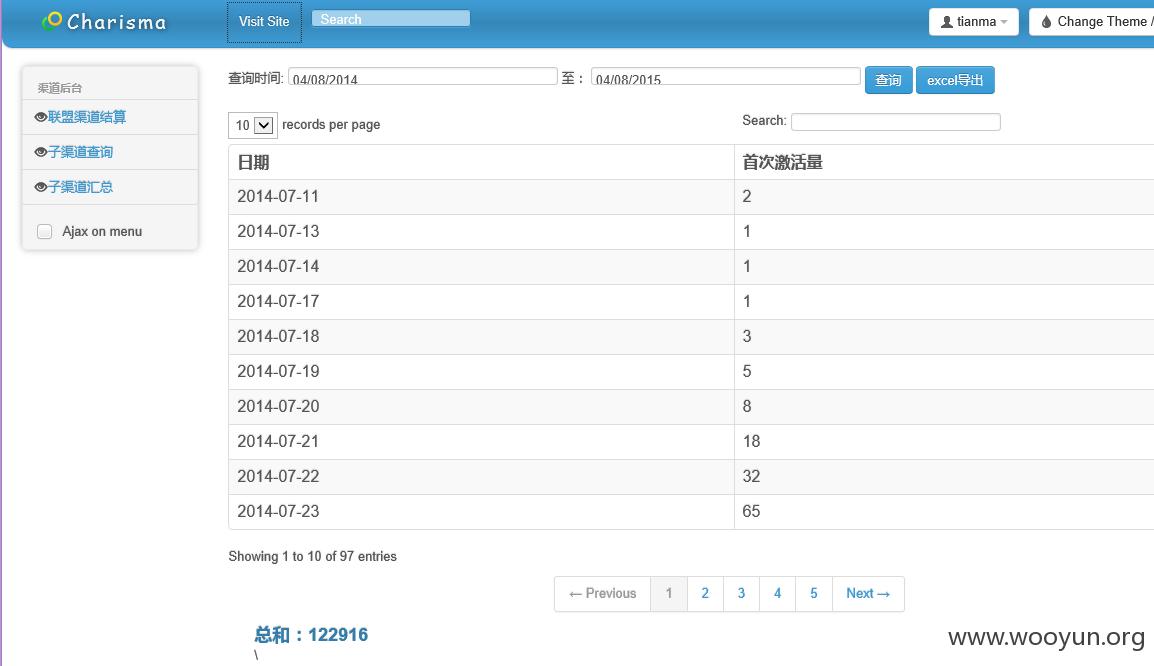 Charisma Visit Site Search tianma Change Theme /
渠道后台
联盟渠道结算
子渠道查询
子渠道汇总
Ajax on menu
查询时间: 04/08/2014 至： 04/08/2015 查询 excel导出
10 records per page Search:
日期 首次激活量
2014-07-11 2
2014-07-13 1
2014-07-14 1
2014-07-17 1
2014-07-18 3
2014-07-19 5
2014-07-20 8
2014-07-21 18
2014-07-22 32
2014-07-23 65
Showing 1 to 10 of 97 entries
← Previous 1 2 3 4 5 Next →
总和：122916
\
www.wooyun.org